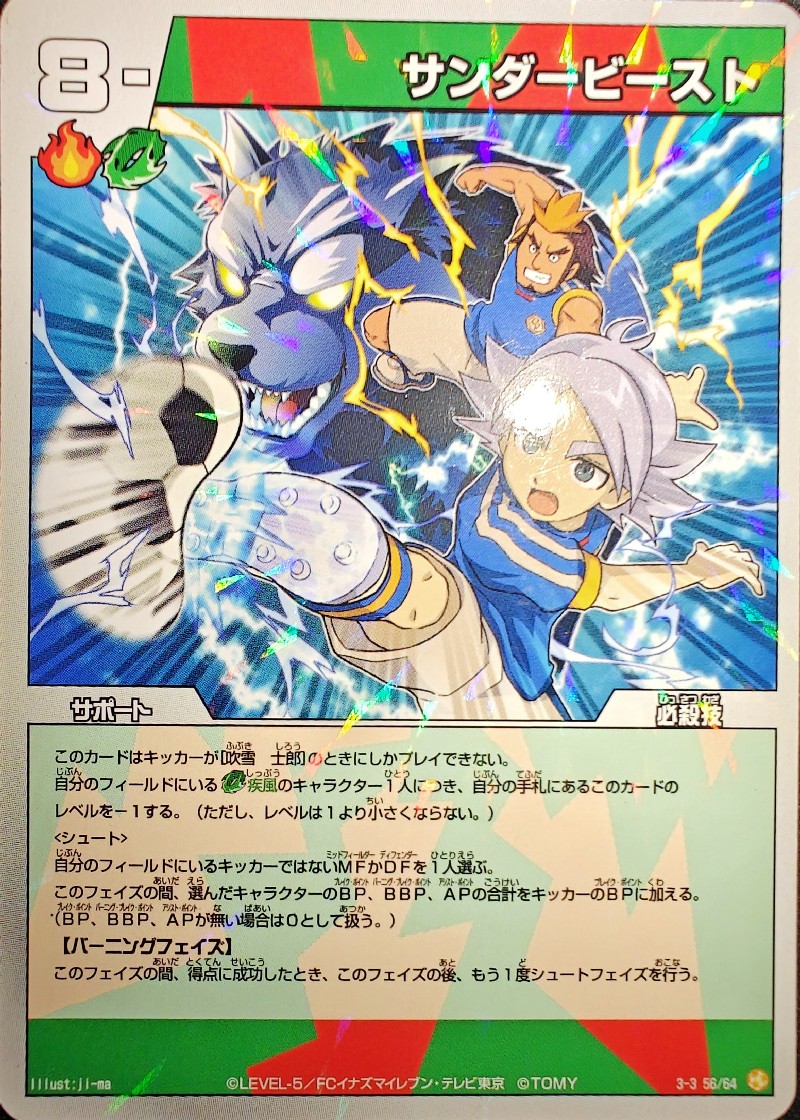 8-
サンダービースト
サポート
必殺技
このカードはキッカーが[吹雪 士郎]のときにしかプレイできない。
自分のフィールドにいる疾風のキャラクター1人につき、自分の手札にあるこのカードの
レベルを−1する。（ただし、レベルは1より小さくならない。）
<シュート>
自分のフィールドにいるキッカーではないMFかDFを1人選ぶ。
このフェイズの間、選んだキャラクターのBP、BBP、APの合計をキッカーのBPに加える。
（BP、BBP、APが無い場合は0として扱う。）
【バーニングフェイズ】
このフェイズの間、得点に成功したとき、このフェイズの後、もう1度シュートフェイズを行う。
Illust:ji-ma
©LEVEL-5／FCイナズマイレブン・テレビ東京 ©TOMY
3-3 56/64